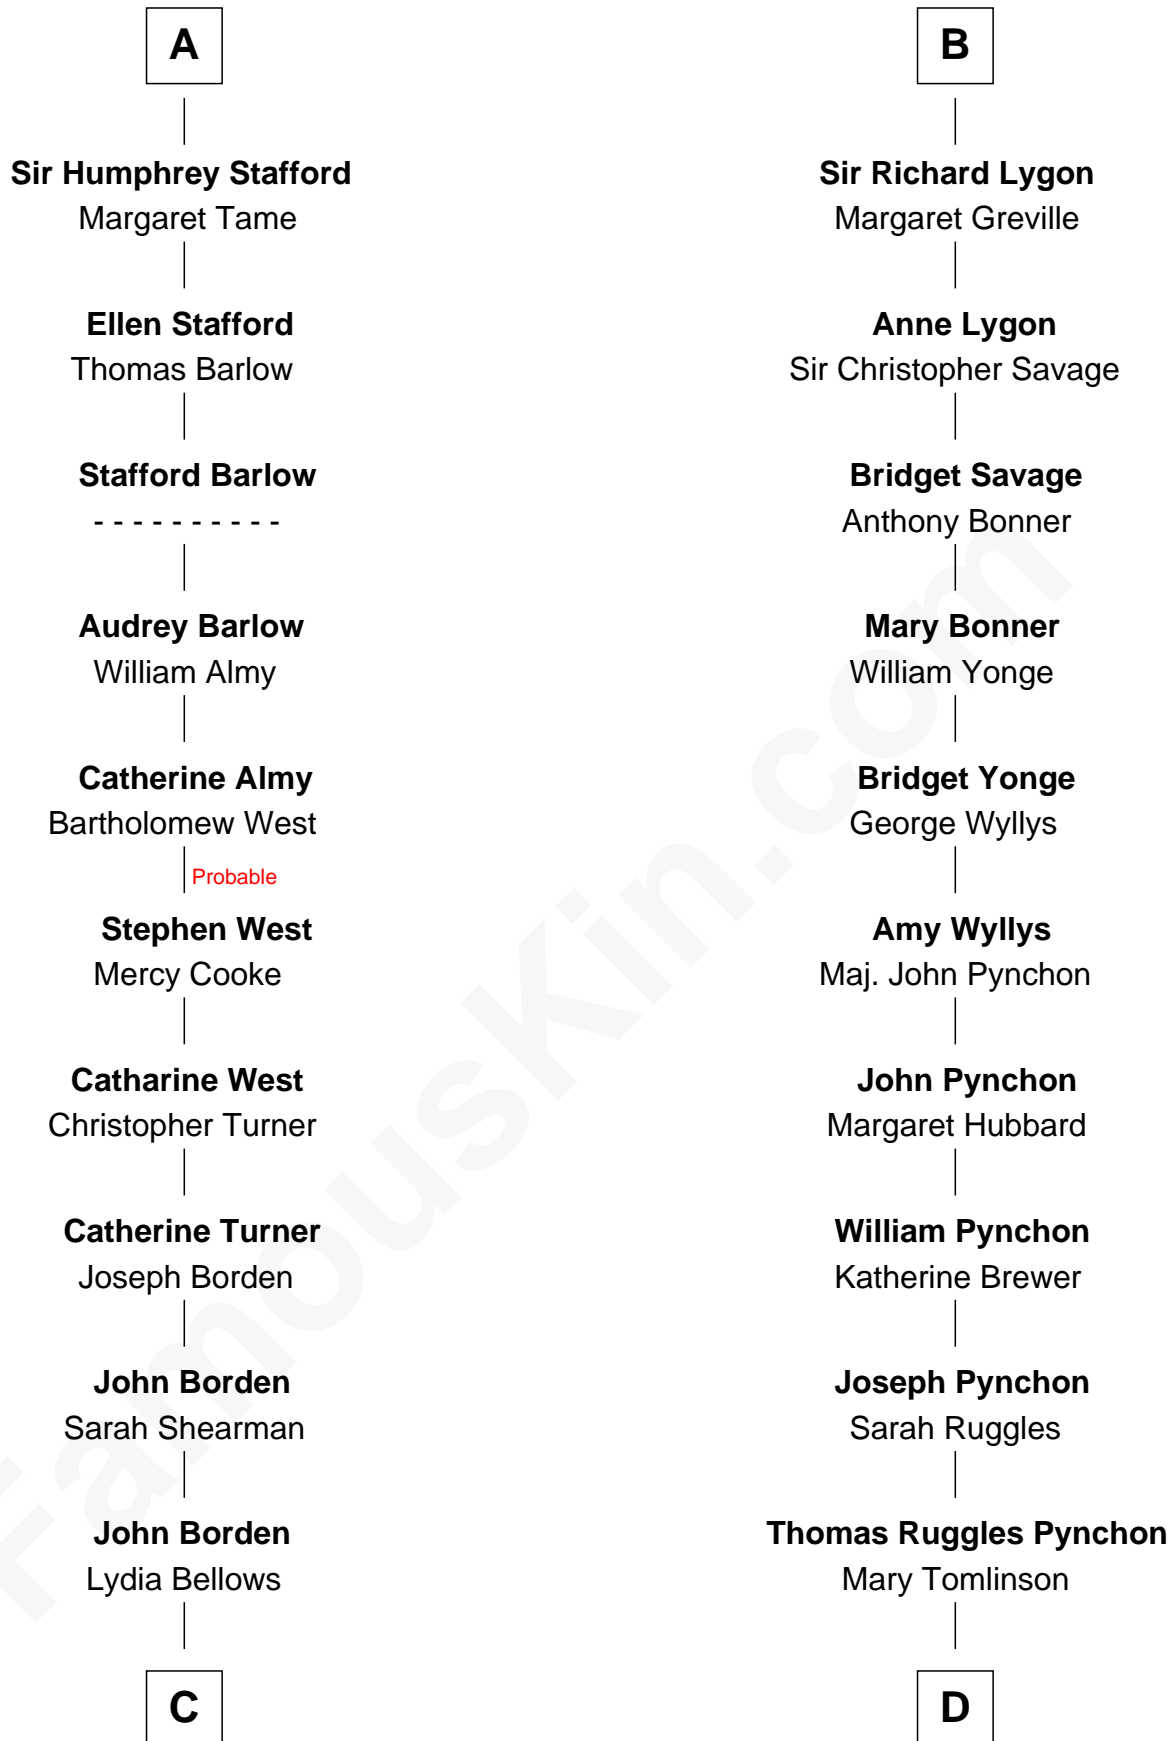 A
Sir Humphrey Stafford
Margaret Tame
Ellen Stafford
Thomas Barlow
Stafford Barlow
- - - - - - - - - -
Audrey Barlow
William Almy
Catherine Almy
Bartholomew West
Probable
Stephen West
Mercy Cooke
Catharine West
Christopher Turner
Catherine Turner
Joseph Borden
John Borden
Sarah Shearman
John Borden
Lydia Bellows
C
B
Sir Richard Lygon
Margaret Greville
Anne Lygon
Sir Christopher Savage
Bridget Savage
Anthony Bonner
Mary Bonner
William Yonge
Bridget Yonge
George Wyllys
Amy Wyllys
Maj. John Pynchon
John Pynchon
Margaret Hubbard
William Pynchon
Katherine Brewer
Joseph Pynchon
Sarah Ruggles
Thomas Ruggles Pynchon
Mary Tomlinson
D
FamousKin.com